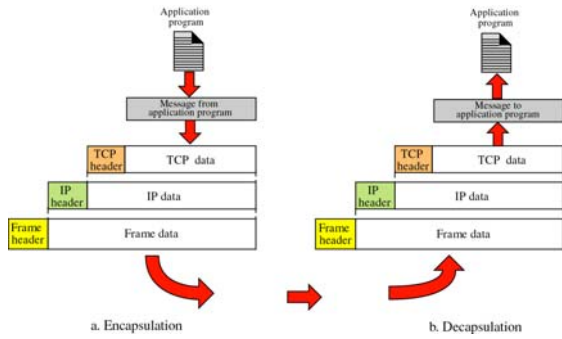 Application
program
Message from
application program
TCP
header
TCP data
IP
header
IP data
Frame
header
Frame data
a. Encapsulation
Application
program
Message to
application program
TCP
header
TCP data
IP
header
IP data
Frame
header
Frame data
b. Decapsulation